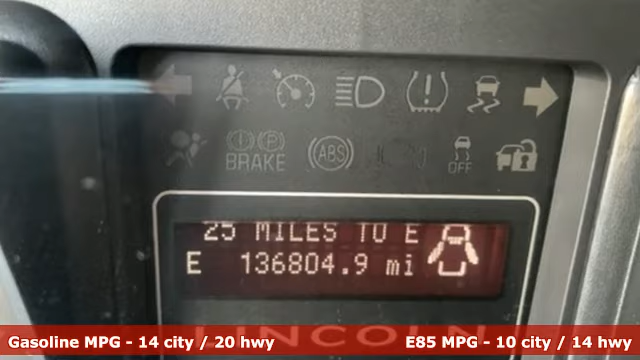 BRAKE
ABS
OFF
25 MILES TO E
E 136804.9 mi
LINCOLN
Gasoline MPG - 14 city / 20 hwy
E85 MPG - 10 city / 14 hwy